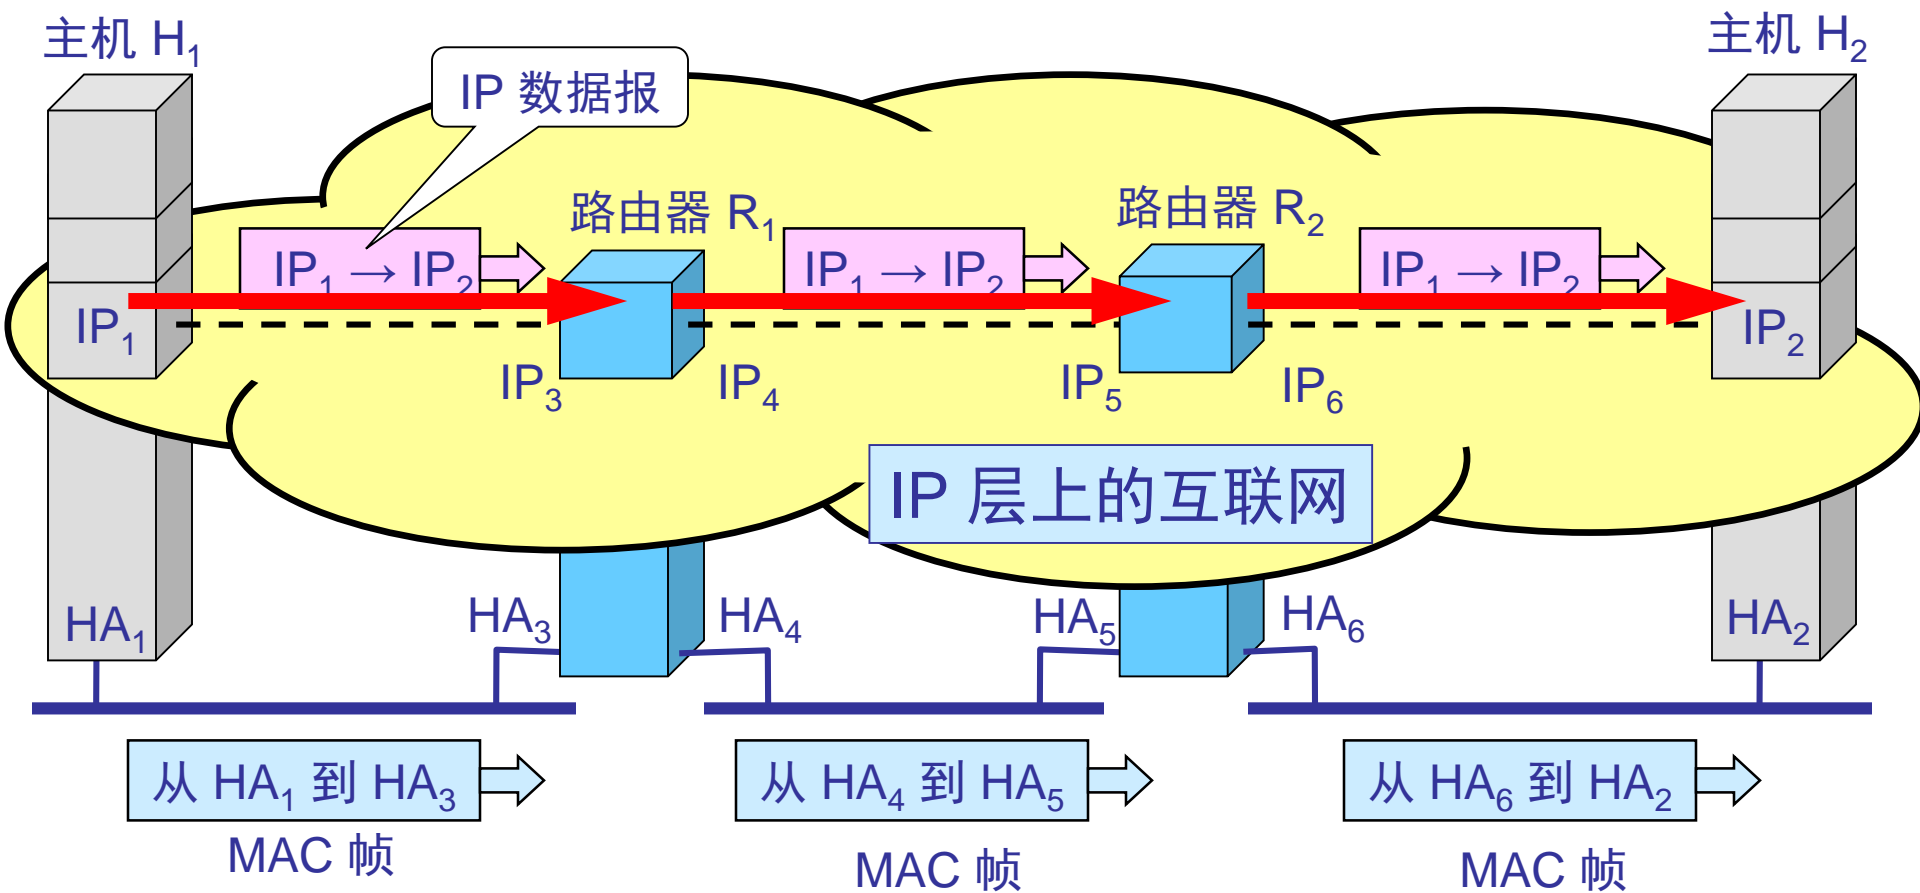 主机 H₁
主机 H₂
IP 数据报
路由器 R₁
路由器 R₂
IP₁ → IP₂
IP₁ → IP₂
IP₁ → IP₂
IP₁
IP₂
IP₃
IP₄
IP₅
IP₆
IP 层上的互联网
HA₁
HA₃
HA₄
HA₅
HA₆
HA₂
从 HA₁ 到 HA₃
从 HA₄ 到 HA₅
从 HA₆ 到 HA₂
MAC 帧
MAC 帧
MAC 帧